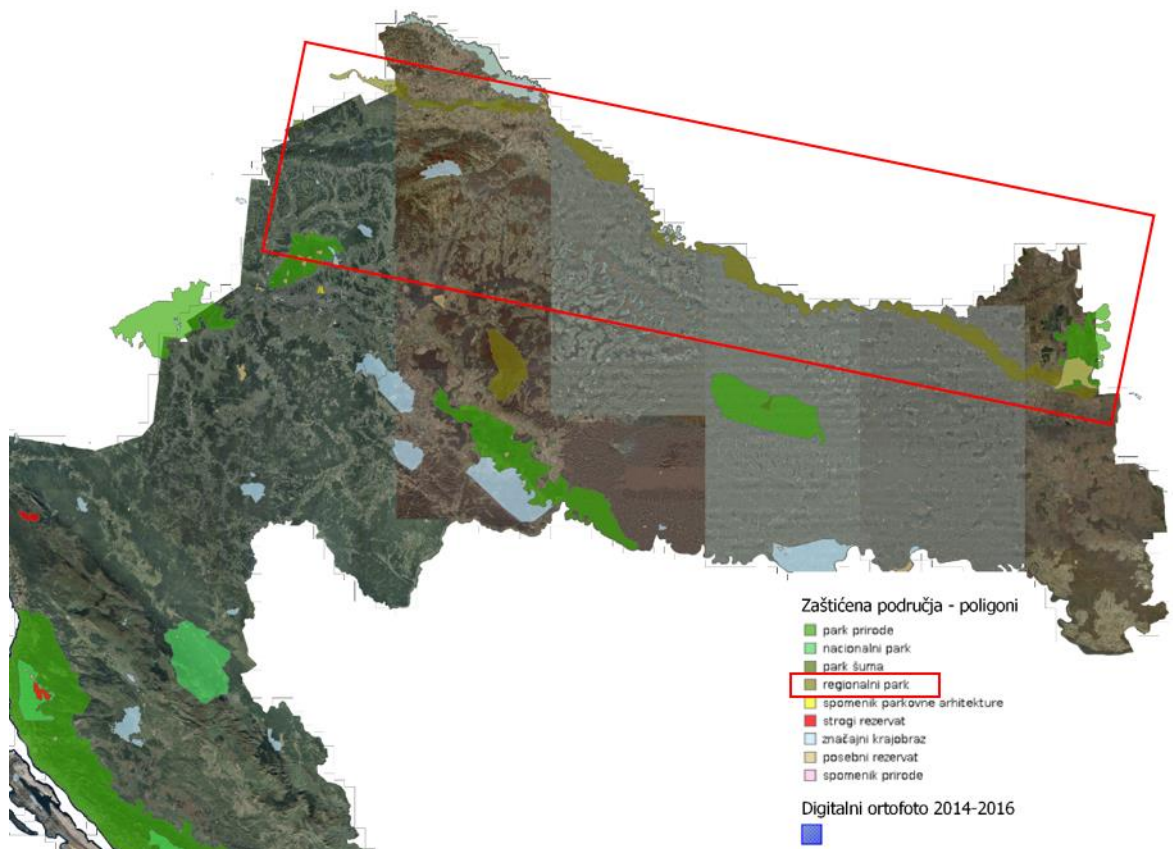 Zaštićena područja - poligoni
park prirode
nacionalni park
park šuma
regionalni park
spomenik parkovne arhitekture
strogi rezervat
značajni krajobraz
posebni rezervat
spomenik prirode
Digitalni ortofoto 2014-2016